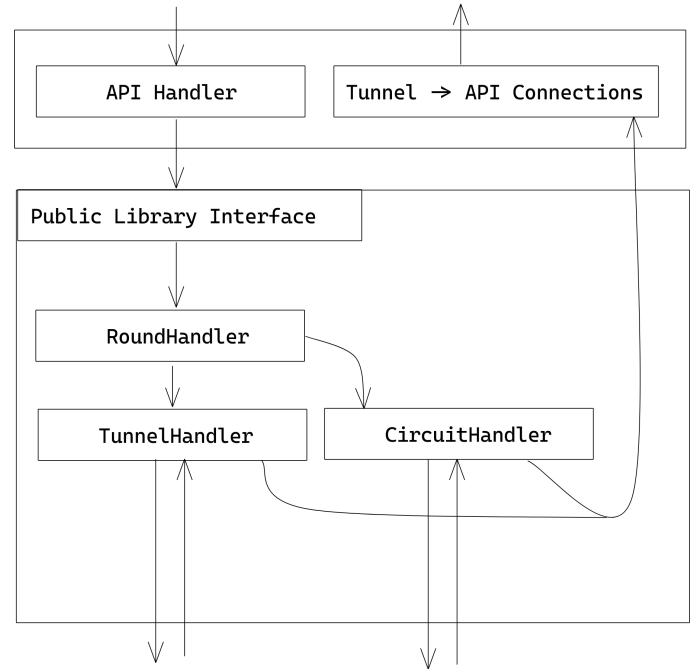 API Handler
Tunnel -> API Connections
Public Library Interface
RoundHandler
TunnelHandler
CircuitHandler